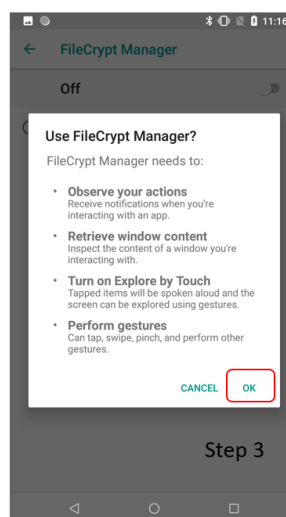 11:16
FileCrypt Manager
Off
Use FileCrypt Manager?
FileCrypt Manager needs to:
• Observe your actions
Receive notifications when you're
interacting with an app.
• Retrieve window content
Inspect the content of a window you're
interacting with.
• Turn on Explore by Touch
Tapped items will be spoken aloud and the
screen can be explored using gestures.
• Perform gestures
Can tap, swipe, pinch, and perform other
gestures.
CANCEL OK
Step 3